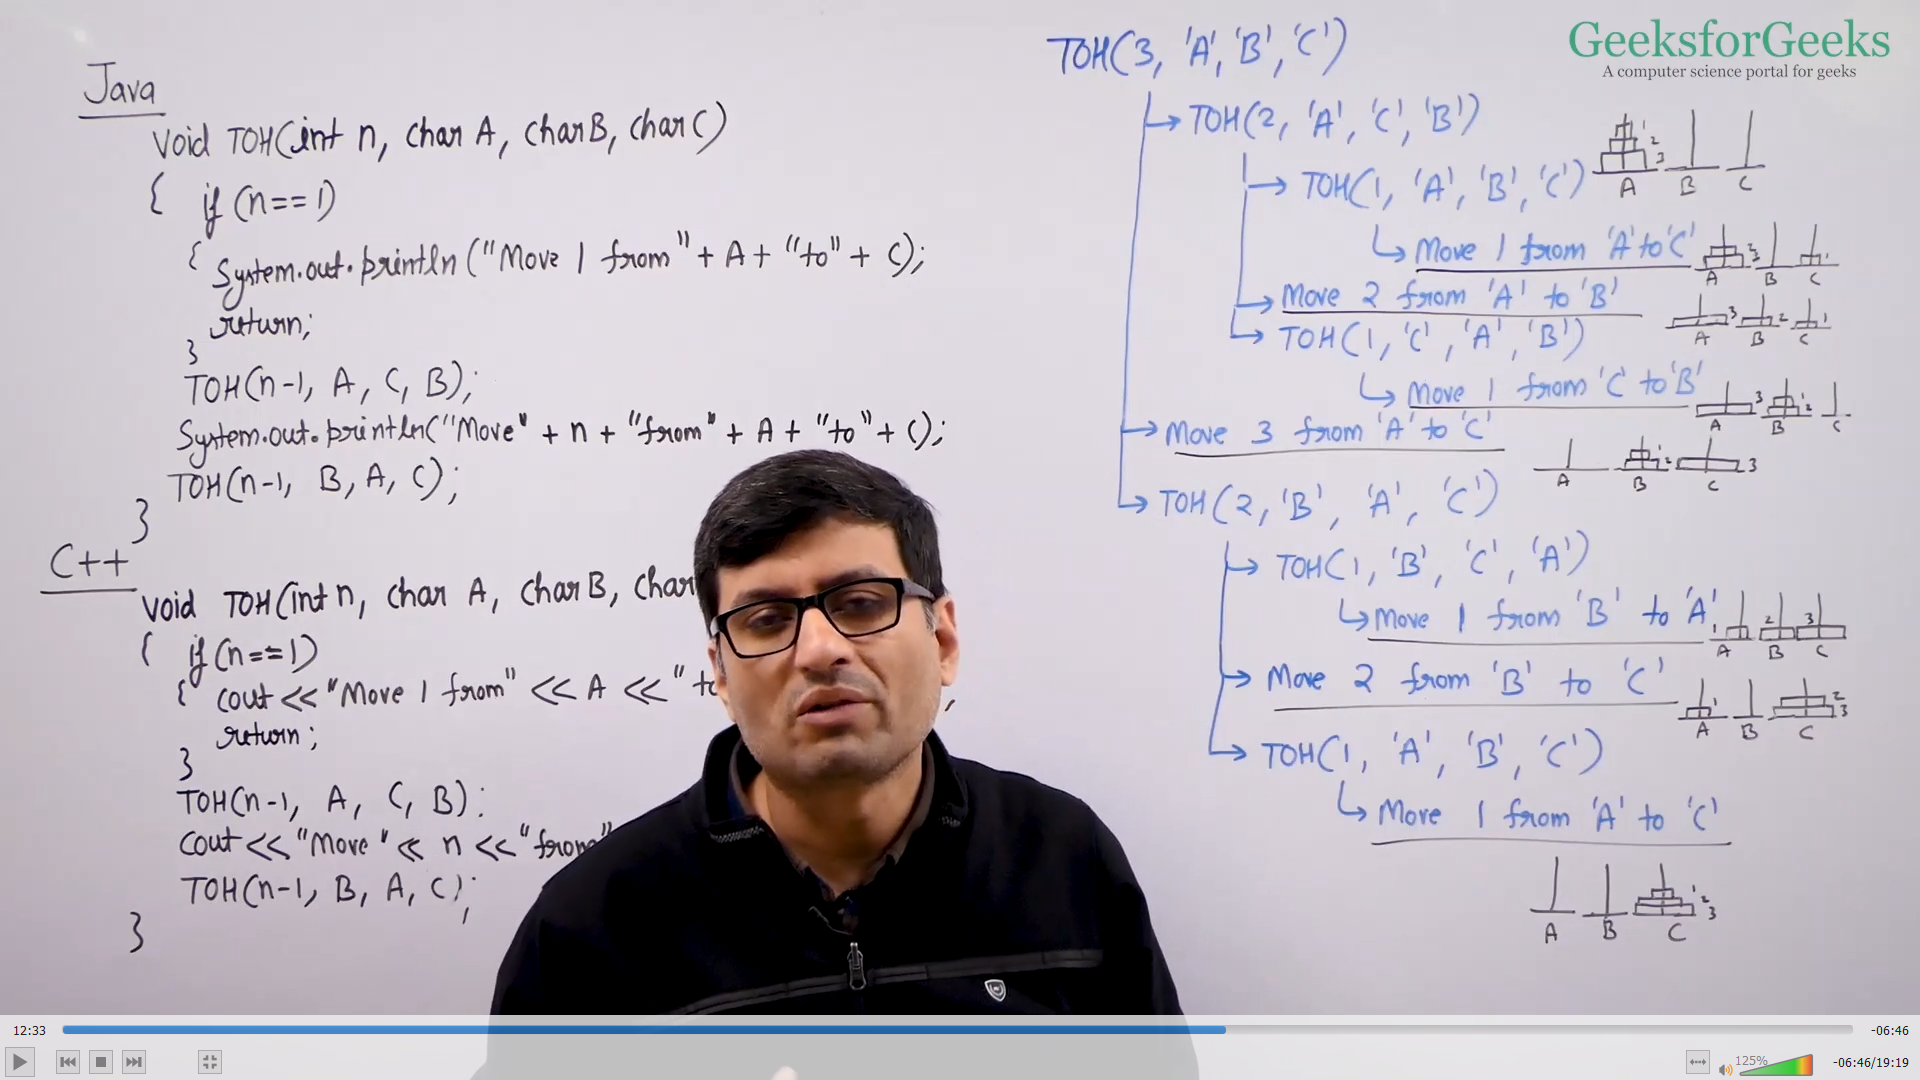 Java
void TOH(int n, char A, char B, char C)
{ if (n==1)
{ System.out.println ("Move 1 from" + A + "to" + C);
return;
}
TOH(n-1, A, C, B);
System.out.println("Move" + n + "from" + A + "to" + C);
TOH(n-1, B, A, C);
}
C++
void TOH(int n, char A, char B, char
{ if (n==1)
{ cout << "Move 1 from" << A << "to
return;
}
TOH(n-1, A, C, B);
cout << "Move" << n << "from"
TOH(n-1, B, A, C);
}
TOH(3, 'A', 'B', 'C')
TOH(2, 'A', 'C', 'B')
TOH(1, 'A', 'B', 'C')
Move 1 from 'A' to 'C'
Move 2 from 'A' to 'B'
TOH(1, 'C', 'A', 'B')
Move 1 from 'C' to 'B'
Move 3 from 'A' to 'C'
TOH(2, 'B', 'A', 'C')
TOH(1, 'B', 'C', 'A')
Move 1 from 'B' to 'A'
Move 2 from 'B' to 'C'
TOH(1, 'A', 'B', 'C')
Move 1 from 'A' to 'C'
GeeksforGeeks
A computer science portal for geeks
1
2
3
A B C
2
3 1
A B C
3 2 1
A B C
3 1
2
A B C
1
2 3
A B C
1 2 3
A B C
1 2
3
A B C
1
2
3
A B C
12:33
-06:46
125%
-06:46/19:19